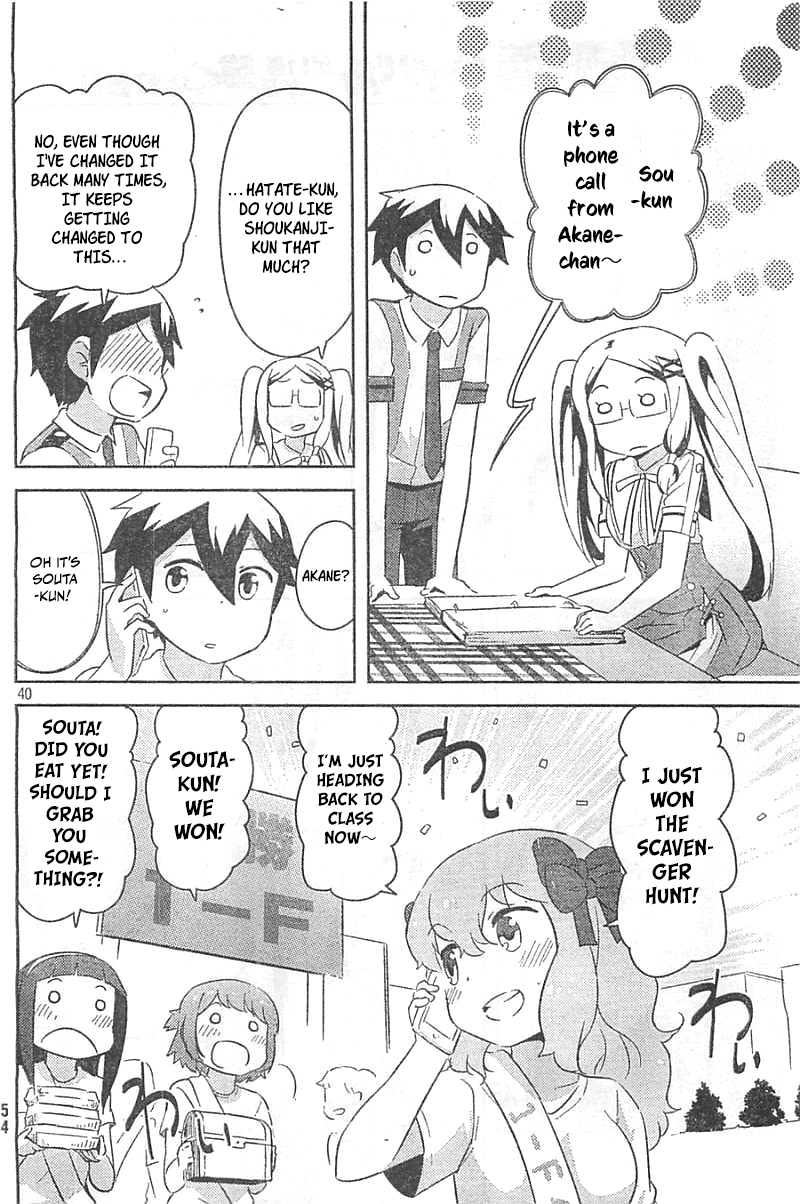 Sou
-kun
It's a
phone
call
from
Akane-
chan~
...HATATE-KUN,
DO YOU LIKE
SHOUKANJI-
KUN THAT
MUCH?
NO, EVEN THOUGH
I'VE CHANGED IT
BACK MANY TIMES,
IT KEEPS
GETTING
CHANGED TO
THIS...
AKANE?
OH IT'S
SOUTA
-KUN!
40
I JUST
WON
THE
SCAVEN-
GER
HUNT!
わぃ
I'M JUST
HEADING
BACK TO
CLASS
NOW~
SOUTA-
KUN!
WE
WON!
SOUTA!
DID YOU
EAT YET!
SHOULD I
GRAB
YOU
SOME-
THING?!
1-F
わぃ
わぃ
1-F
54